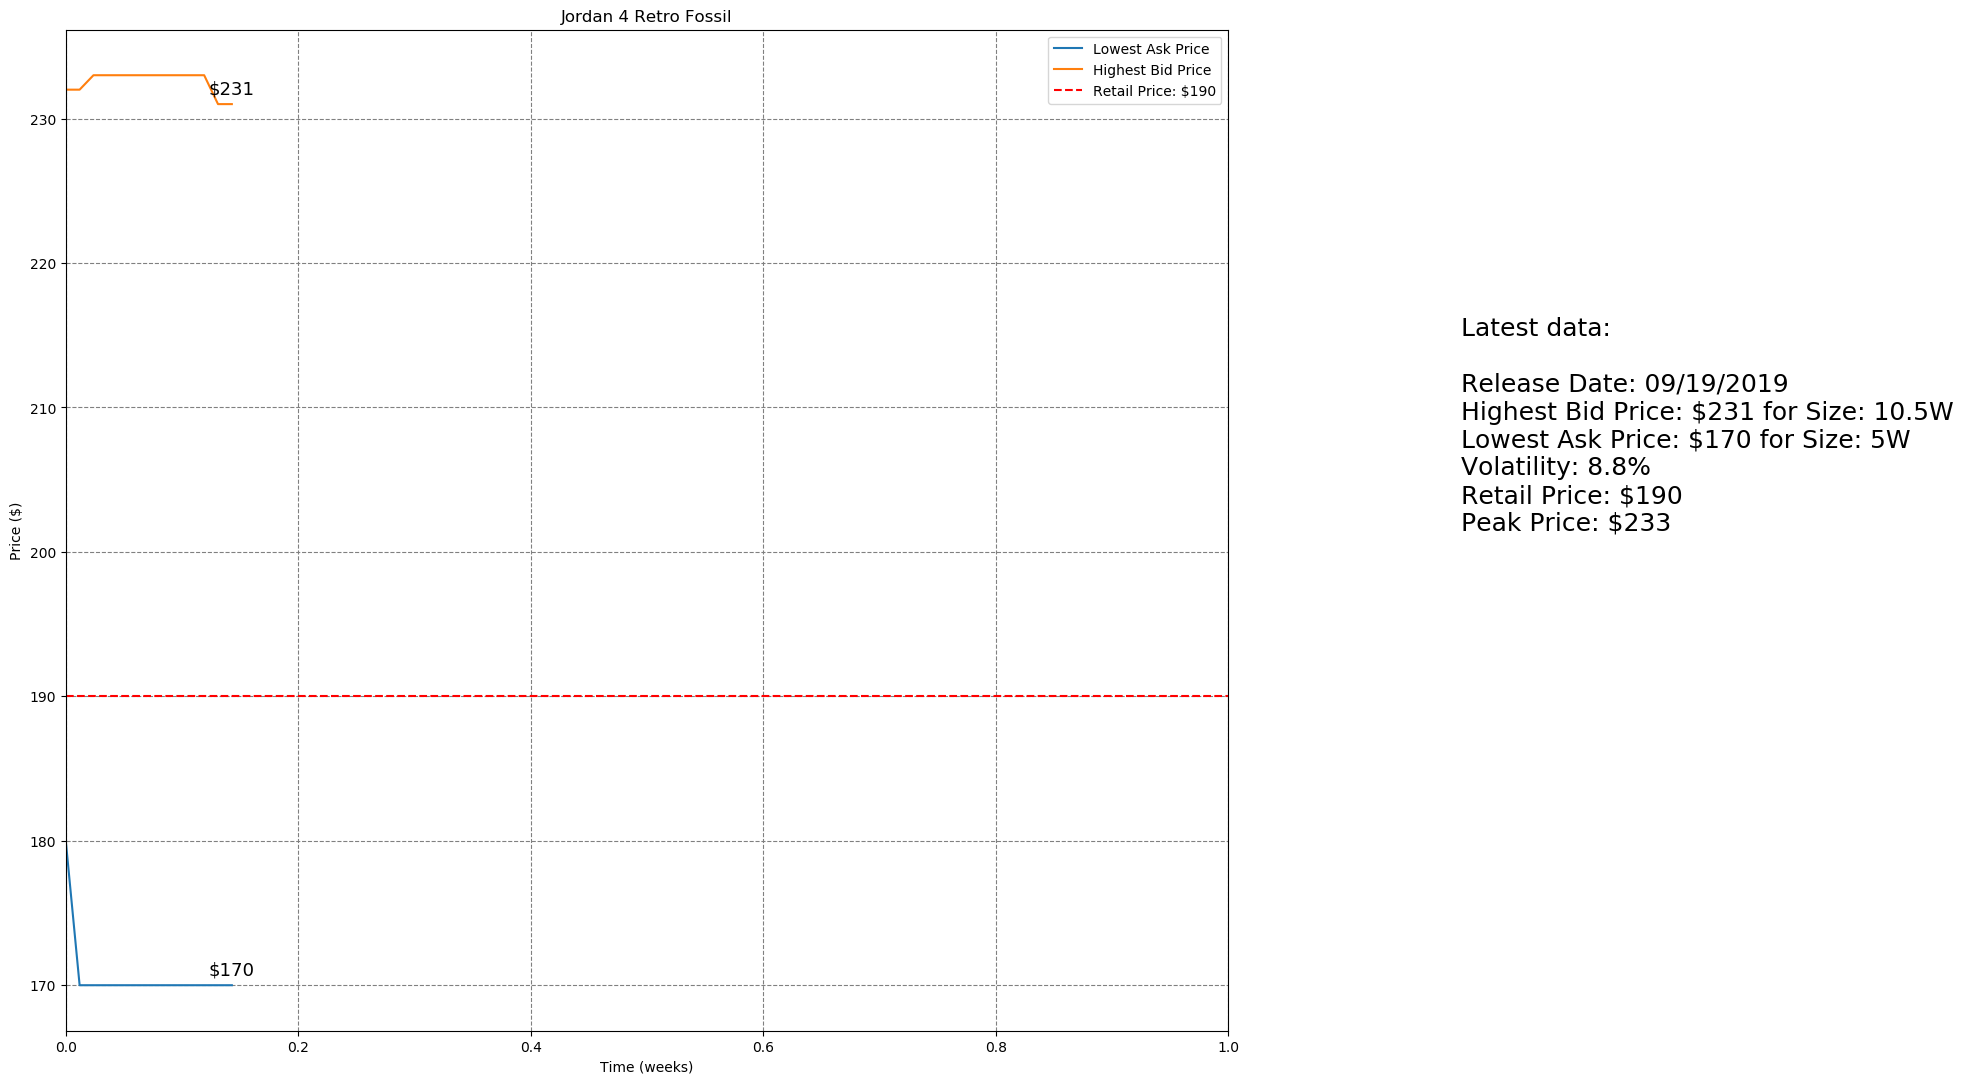 Jordan 4 Retro Fossil
Lowest Ask Price
Highest Bid Price
Retail Price: $190
$231
230
220
210
200
190
180
170
$170
Price ($)
0.0
0.2
0.4
0.6
0.8
1.0
Time (weeks)
Latest data:
Release Date: 09/19/2019
Highest Bid Price: $231 for Size: 10.5W
Lowest Ask Price: $170 for Size: 5W
Volatility: 8.8%
Retail Price: $190
Peak Price: $233